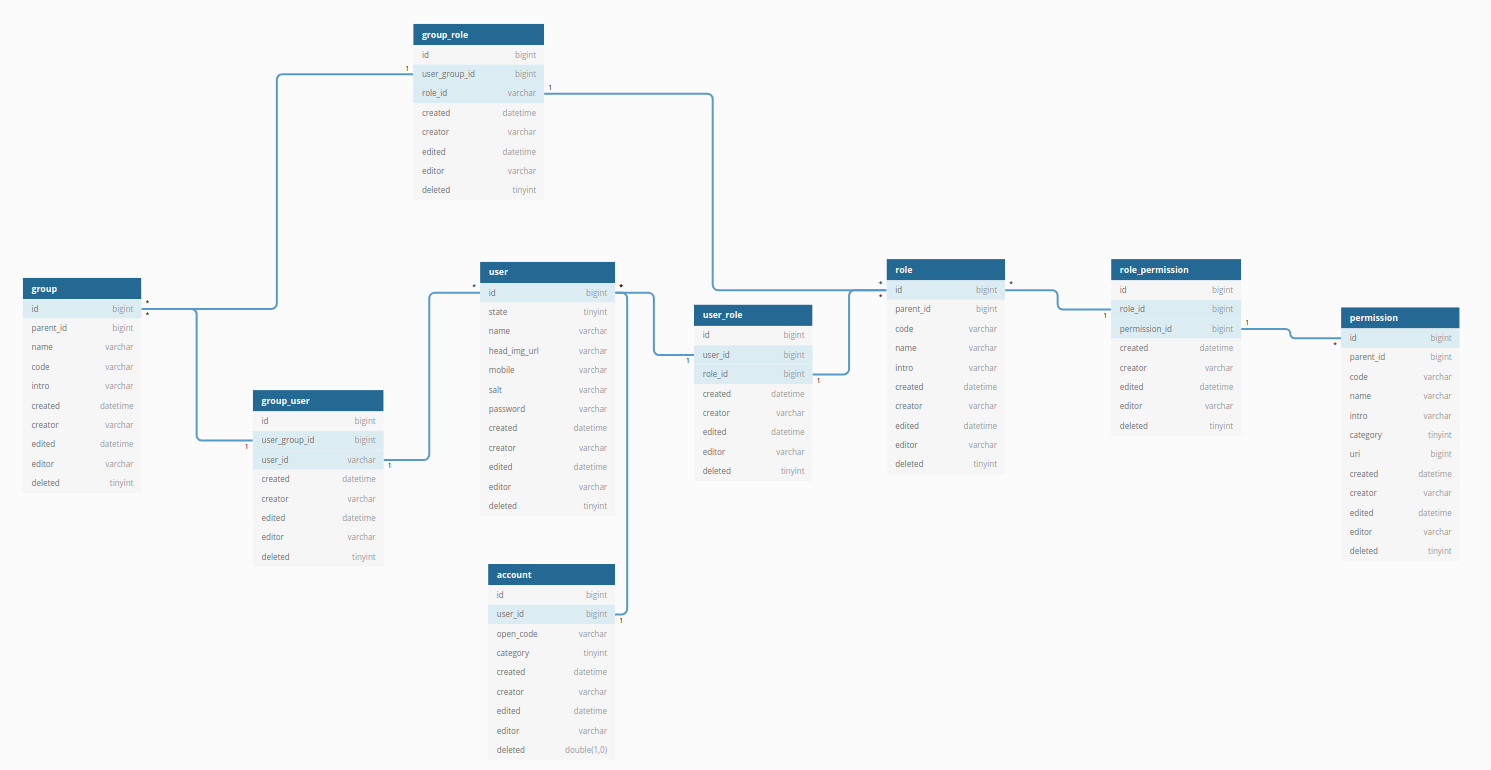 group_role
id bigint
user_group_id bigint
role_id varchar
created datetime
creator varchar
edited datetime
editor varchar
deleted tinyint
1
1
group
id bigint
parent_id bigint
name varchar
code varchar
intro varchar
created datetime
creator varchar
edited datetime
editor varchar
deleted tinyint
*
*
group_user
id bigint
user_group_id bigint
user_id varchar
created datetime
creator varchar
edited datetime
editor varchar
deleted tinyint
1
1
user
id bigint
state tinyint
name varchar
head_img_url varchar
mobile varchar
salt varchar
password varchar
created datetime
creator varchar
edited datetime
editor varchar
deleted tinyint
*
*
account
id bigint
user_id bigint
open_code varchar
category tinyint
created datetime
creator varchar
edited datetime
editor varchar
deleted double(1,0)
1
user_role
id bigint
user_id bigint
role_id bigint
created datetime
creator varchar
edited datetime
editor varchar
deleted tinyint
1
1
role
id bigint
parent_id bigint
code varchar
name varchar
intro varchar
created datetime
creator varchar
edited datetime
editor varchar
deleted tinyint
*
*
*
role_permission
id bigint
role_id bigint
permission_id bigint
created datetime
creator varchar
edited datetime
editor varchar
deleted tinyint
1
1
permission
id bigint
parent_id bigint
code varchar
name varchar
intro varchar
category tinyint
uri bigint
created datetime
creator varchar
edited datetime
editor varchar
deleted tinyint
*